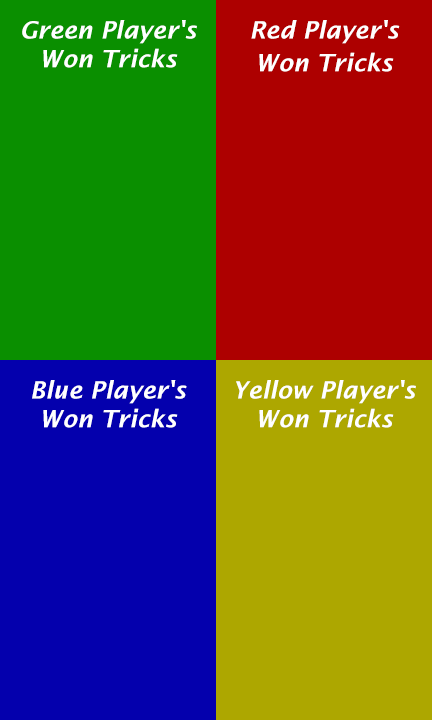 Green Player's
Won Tricks
Red Player's
Won Tricks
Blue Player's
Won Tricks
Yellow Player's
Won Tricks